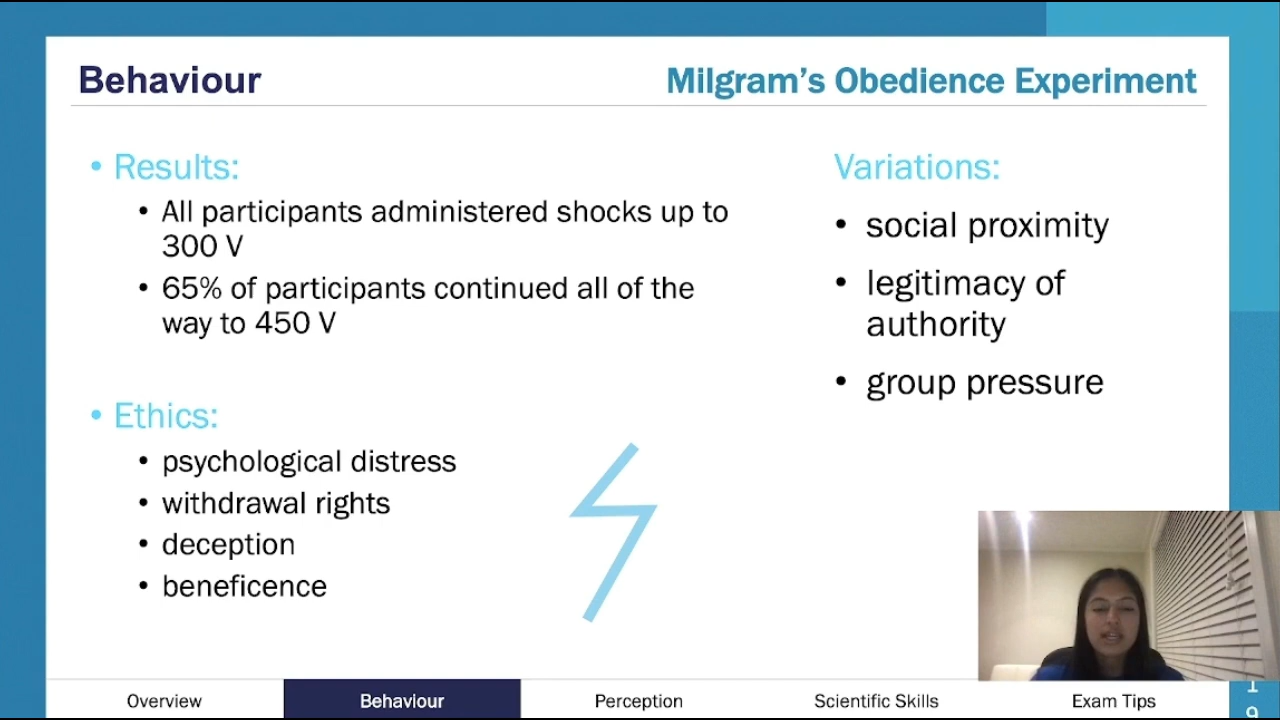 Behaviour
Milgram's Obedience Experiment
• Results:
• All participants administered shocks up to
300 V
• 65% of participants continued all of the
way to 450 V
• Ethics:
• psychological distress
• withdrawal rights
• deception
• beneficence
Variations:
• social proximity
• legitimacy of
authority
• group pressure
Overview
Behaviour
Perception
Scientific Skills
Exam Tips
1
9